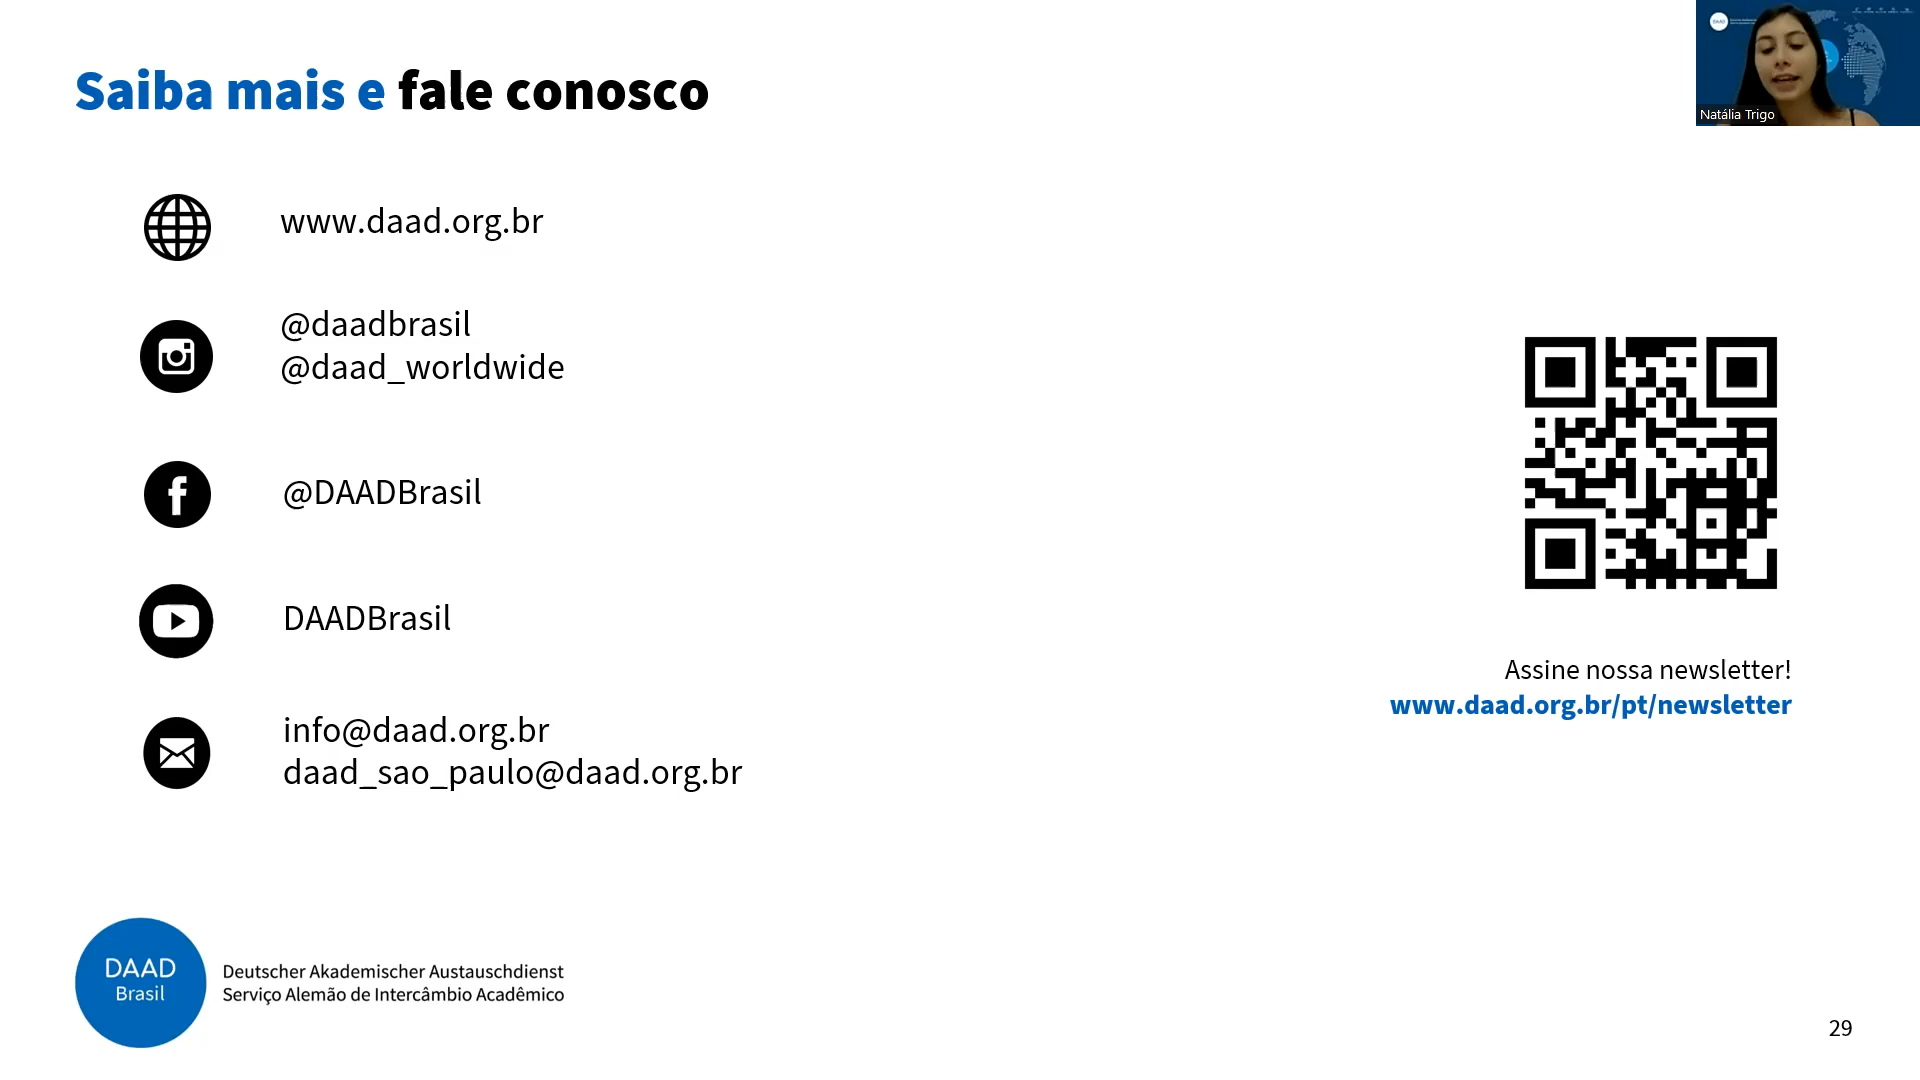 Saiba mais e fale conosco
Natália Trigo
www.daad.org.br
@daadbrasil
@daad_worldwide
@DAADBrasil
DAADBrasil
info@daad.org.br
daad_sao_paulo@daad.org.br
Assine nossa newsletter!
www.daad.org.br/pt/newsletter
DAAD
Brasil
Deutscher Akademischer Austauschdienst
Serviço Alemão de Intercâmbio Acadêmico
29